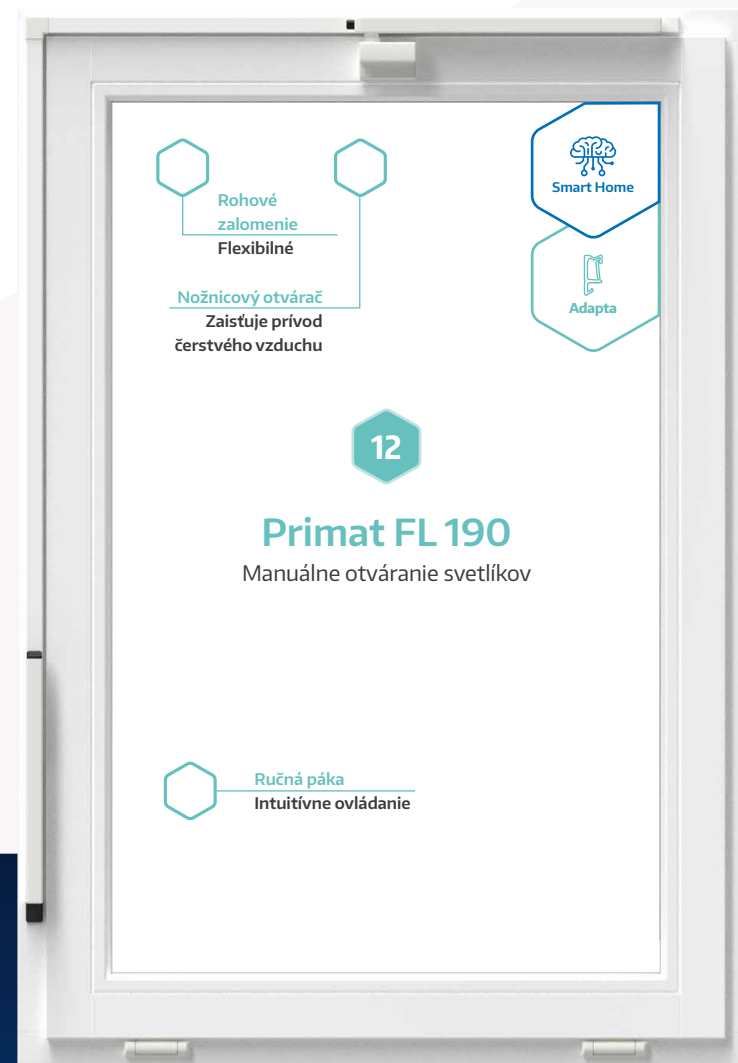 Smart Home
Rohové
zalomenie
Flexibilné
Adapta
Nožnicový otvárač
Zaisťuje prívod
čerstvého vzduchu
12
Primat FL 190
Manuálne otváranie svetlíkov
Ručná páka
Intuitívne ovládanie